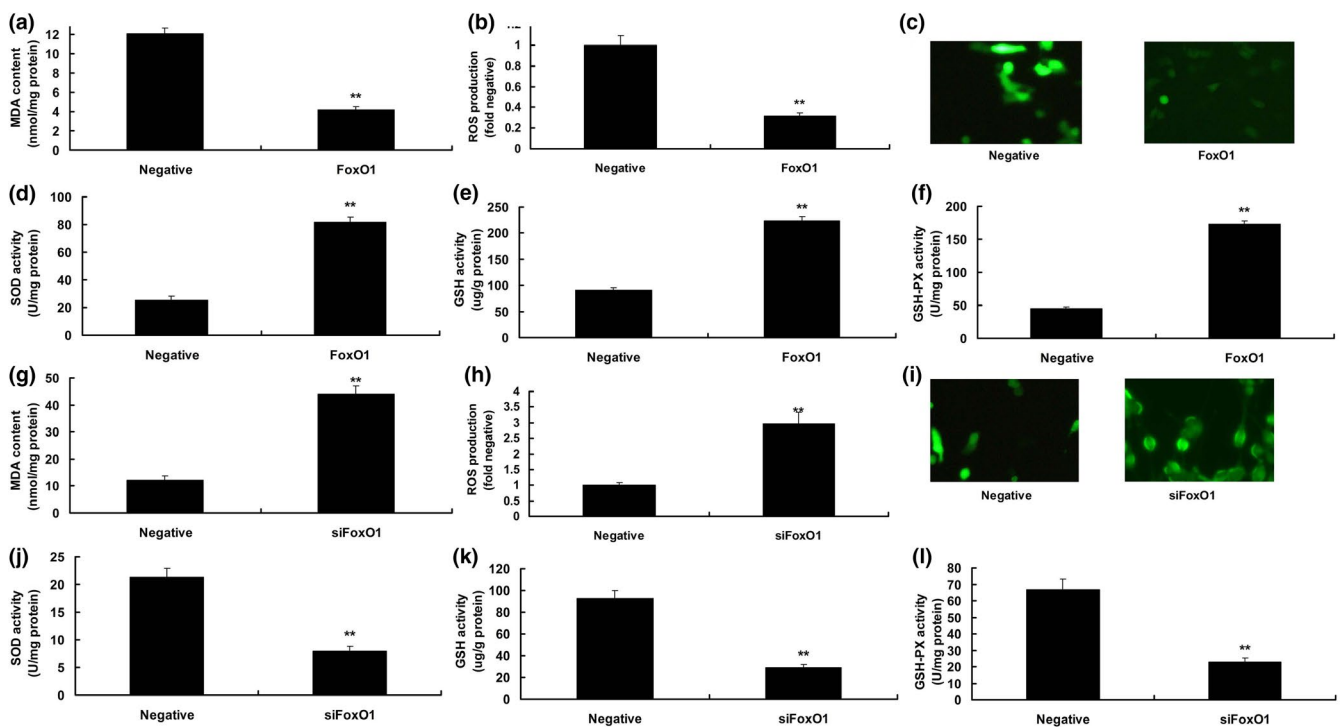 (a)
MDA content
(nmol/mg protein)
12
10
8
6
4
2
0
**
Negative
FoxO1
(b)
ROS production
(fold negative)
1
0.8
0.6
0.4
0.2
0
**
Negative
FoxO1
(c)
Negative
FoxO1
(d)
SOD activity
(U/mg protein)
100
80
60
40
20
0
**
Negative
FoxO1
(e)
GSH activity
(ug/g protein)
250
200
150
100
50
0
**
Negative
FoxO1
(f)
GSH-PX activity
(U/mg protein)
200
150
100
50
0
**
Negative
FoxO1
(g)
MDA content
(nmol/mg protein)
50
40
30
20
10
0
**
Negative
siFoxO1
(h)
ROS production
(fold negative)
4
3.5
3
2.5
2
1.5
1
0.5
0
**
Negative
siFoxO1
(i)
Negative
siFoxO1
(j)
SOD activity
(U/mg protein)
25
20
15
10
5
0
**
Negative
siFoxO1
(k)
GSH activity
(ug/g protein)
120
100
80
60
40
20
0
**
Negative
siFoxO1
(l)
GSH-PX activity
(U/mg protein)
80
70
60
50
40
30
20
10
0
**
Negative
siFoxO1